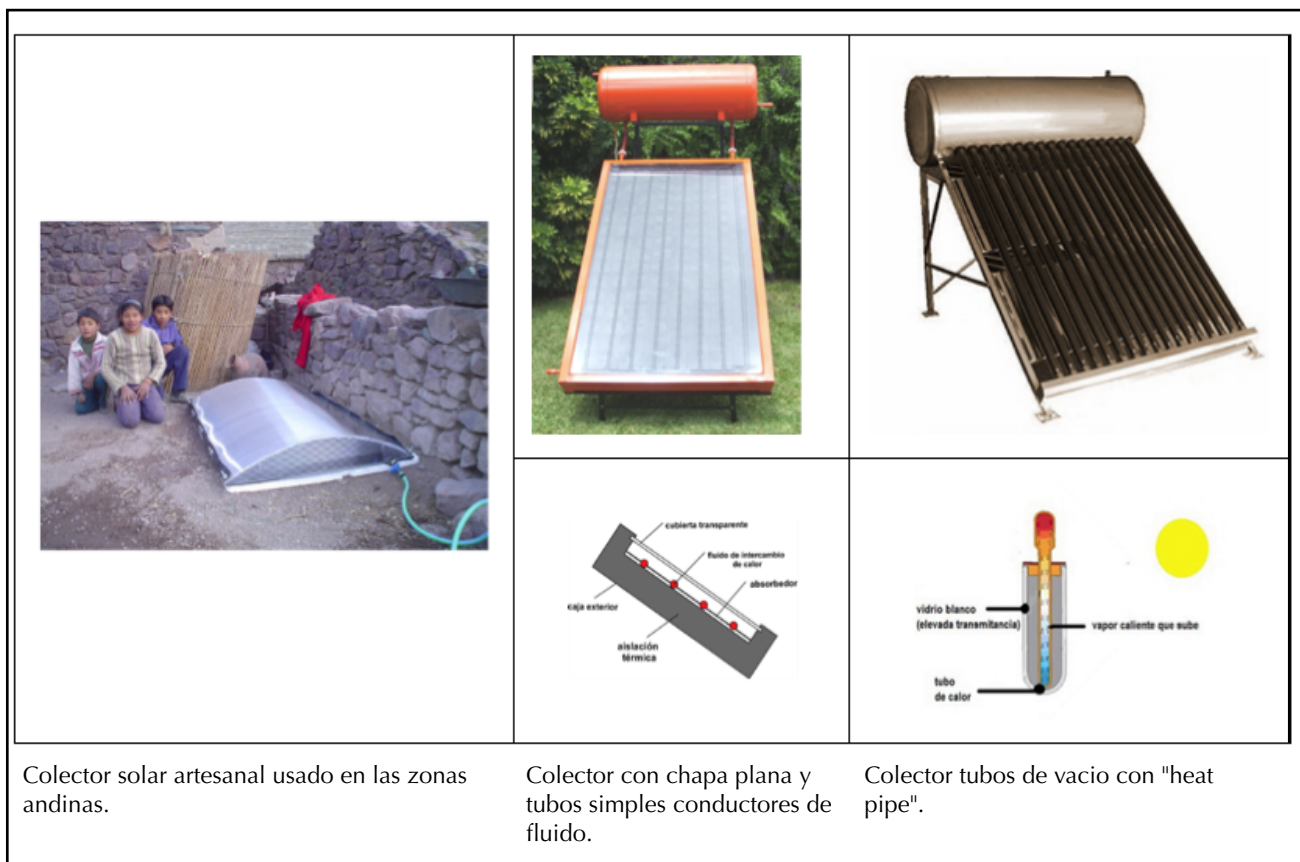 cubierta transparente
fluido de intercambio
de calor
absorbedor
caja exterior
aislación
térmica
vidrio blanco
(elevada transmitancia)
vapor caliente que sube
tubo
de calor
Colector solar artesanal usado en las zonas
andinas.
Colector con chapa plana y
tubos simples conductores de
fluido.
Colector tubos de vacio con "heat
pipe".